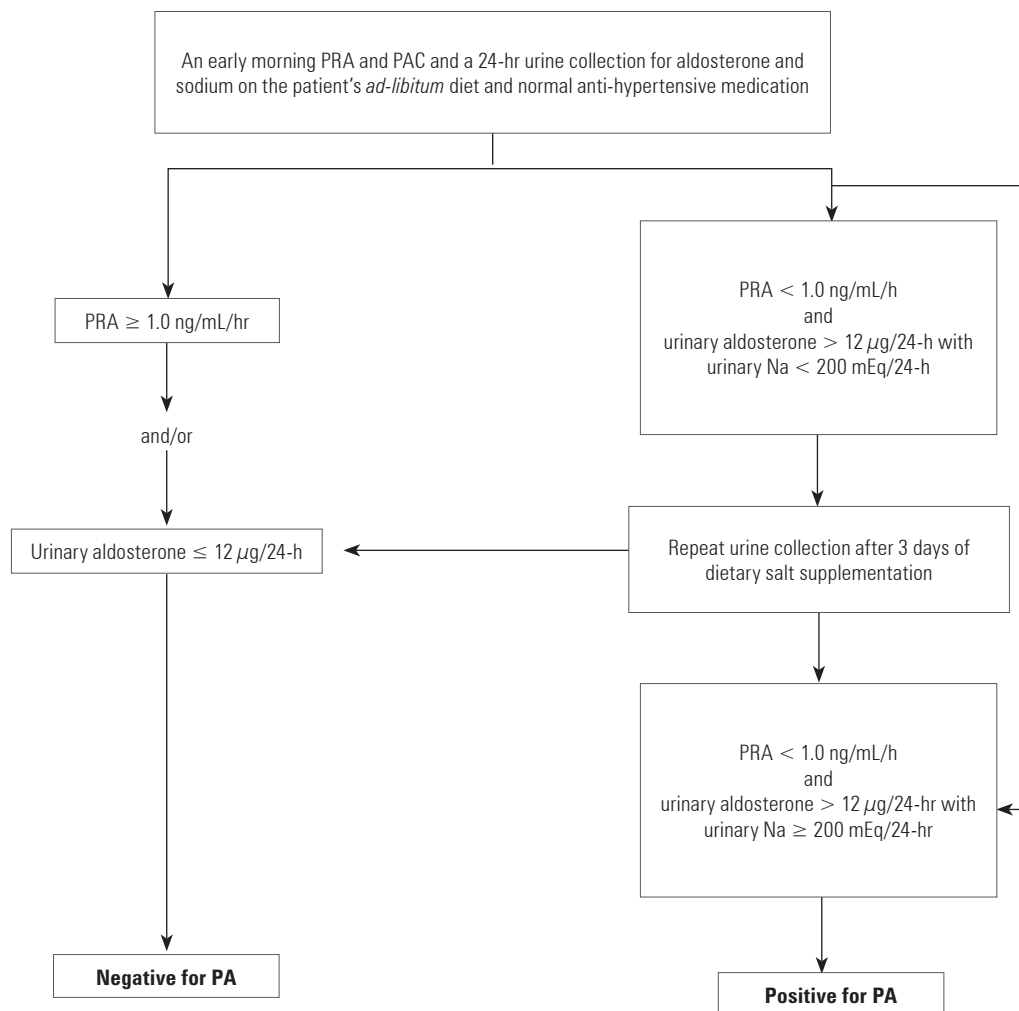 An early morning PRA and PAC and a 24-hr urine collection for aldosterone and
sodium on the patient's ad-libitum diet and normal anti-hypertensive medication
PRA ≥ 1.0 ng/mL/hr
and/or
Urinary aldosterone ≤ 12 µg/24-h
Negative for PA
PRA < 1.0 ng/mL/h
and
urinary aldosterone > 12 µg/24-h with
urinary Na < 200 mEq/24-h
Repeat urine collection after 3 days of
dietary salt supplementation
PRA < 1.0 ng/mL/h
and
urinary aldosterone > 12 µg/24-hr with
urinary Na ≥ 200 mEq/24-hr
Positive for PA